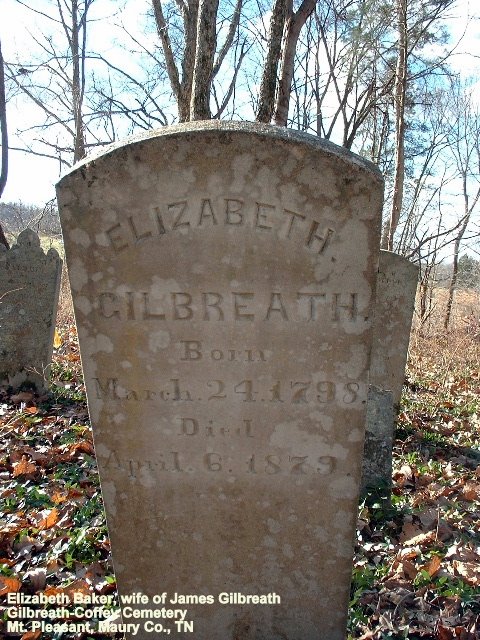 ELIZABETH
GILBREATH.
Born
March. 24. 1798.
Died
April. 6. 1879.
Elizabeth Baker, wife of James Gilbreath
Gilbreath-Coffey Cemetery
Mt. Pleasant, Maury Co., TN